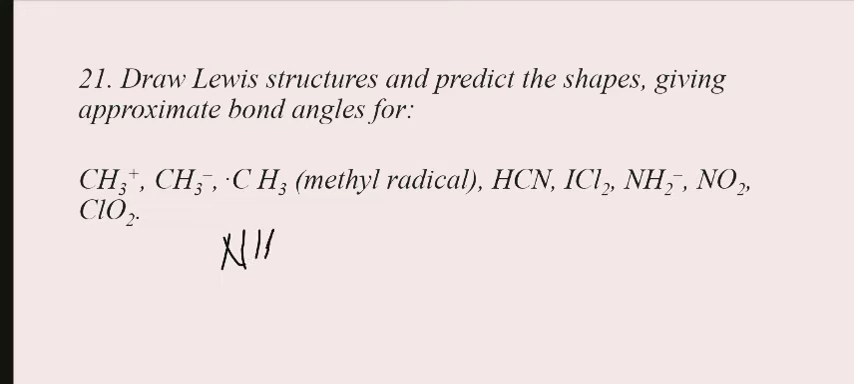 21. Draw Lewis structures and predict the shapes, giving
approximate bond angles for:
CH₃⁺, CH₃⁻, ·C H₃ (methyl radical), HCN, ICl₂, NH₂⁻, NO₂,
ClO₂.